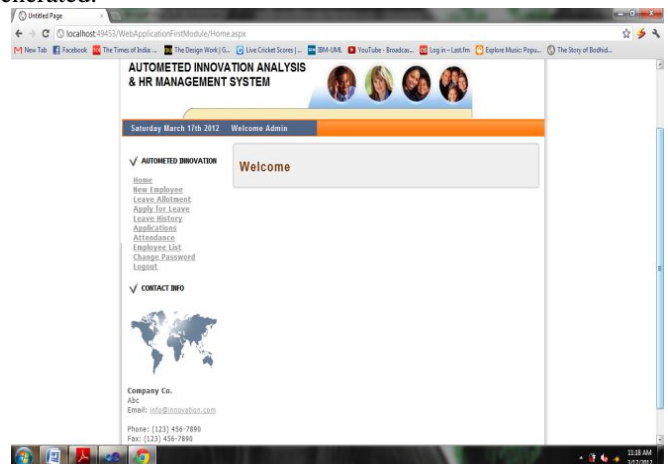 enerated.
Untitled Page
localhost:49453/WebApplicationFirstModule/Home.aspx
New Tab Facebook The Times of India ... The Design Work | G... Live Cricket Scores | ... IBM-UML YouTube - Broadcas... Log in – Last.fm Explore Music: Popu... The Story of Bodhid...
AUTOMETED INNOVATION ANALYSIS
& HR MANAGEMENT SYSTEM
Saturday March 17th 2012 Welcome Admin
AUTOMETED INNOVATION
Welcome
Home
New Employee
Leave Allotment
Apply for Leave
Leave History
Applications
Attendance
Employee List
Change Password
Logout
CONTACT INFO
Company Co.
Abc
Email: info@innovation.com
Phone: (123) 456-7890
Fax: (123) 456-7890
11:18 AM
3/17/2012